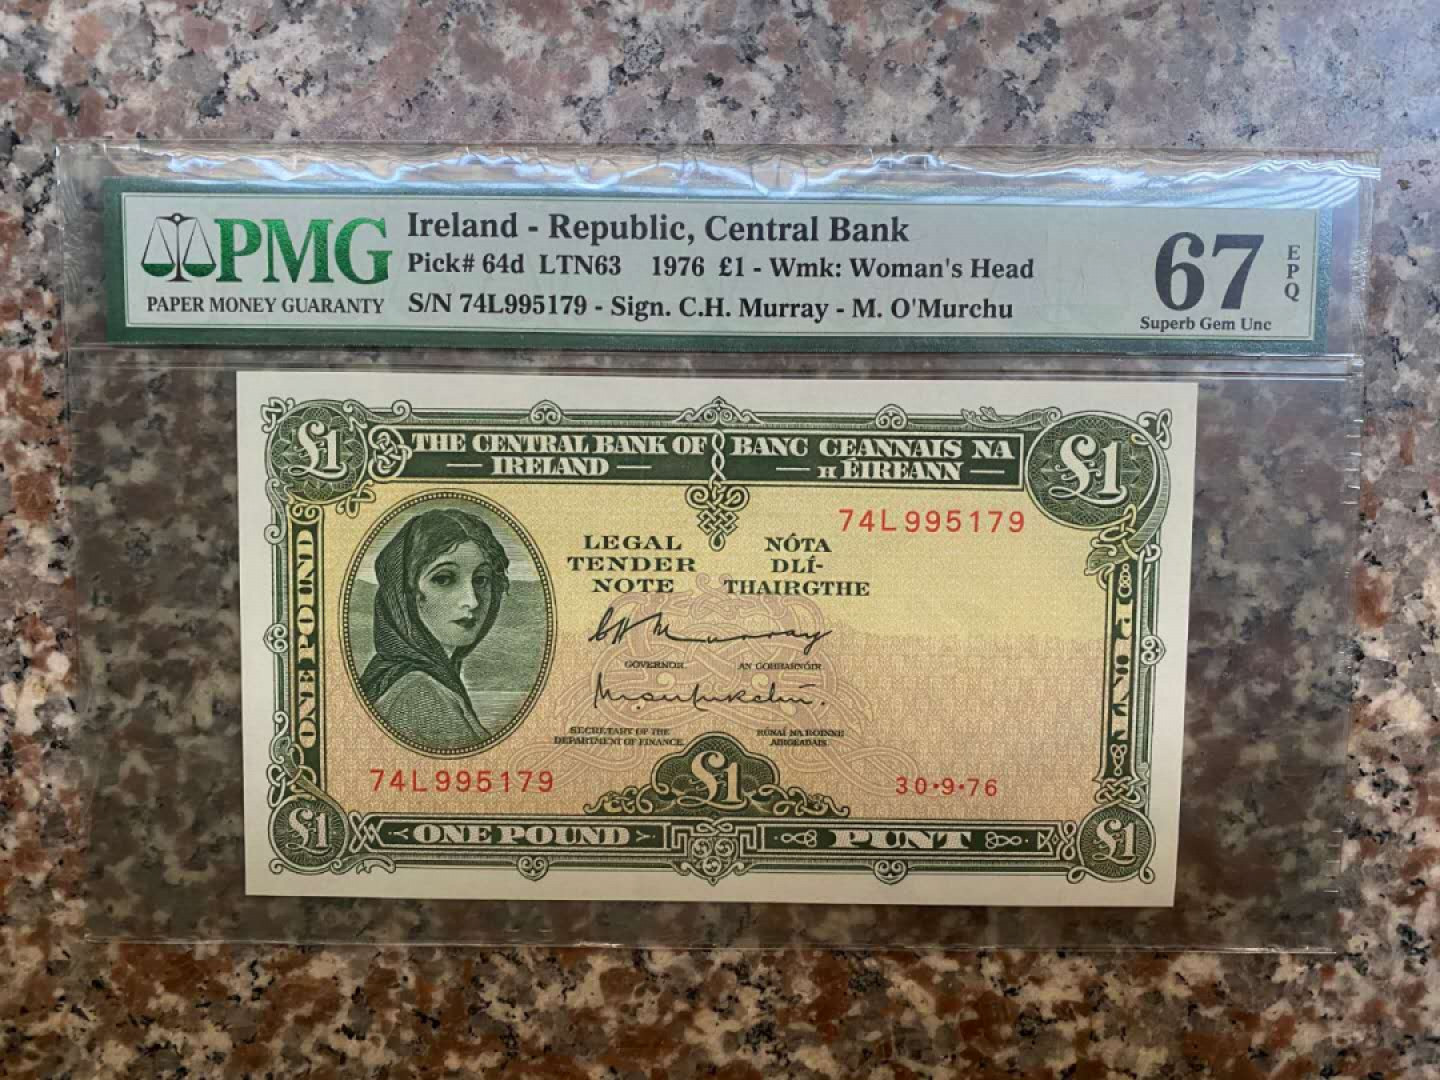 PMG
PAPER MONEY GUARANTY
Ireland - Republic, Central Bank
Pick# 64d LTN63 1976 £1 - Wmk: Woman's Head
S/N 74L995179 - Sign. C.H. Murray - M. O'Murchu
67
EPQ
Superb Gem Unc
£1
THE CENTRAL BANK OF
IRELAND
BANC CEANNAIS NA
H ÉIREANN
£1
74L995179
LEGAL
TENDER
NOTE
NÓTA
DLÍ-
THAIRGTHE
ONE POUND
C H Murray
GOVERNOR.
AN GOBHARNÓIR.
SECRETARY OF THE
DEPARTMENT OF FINANCE.
RÚNAÍ NA ROINNE
AIRGEADAIS.
74L995179
£1
30·9·76
£1
ONE POUND
PUNT
£1